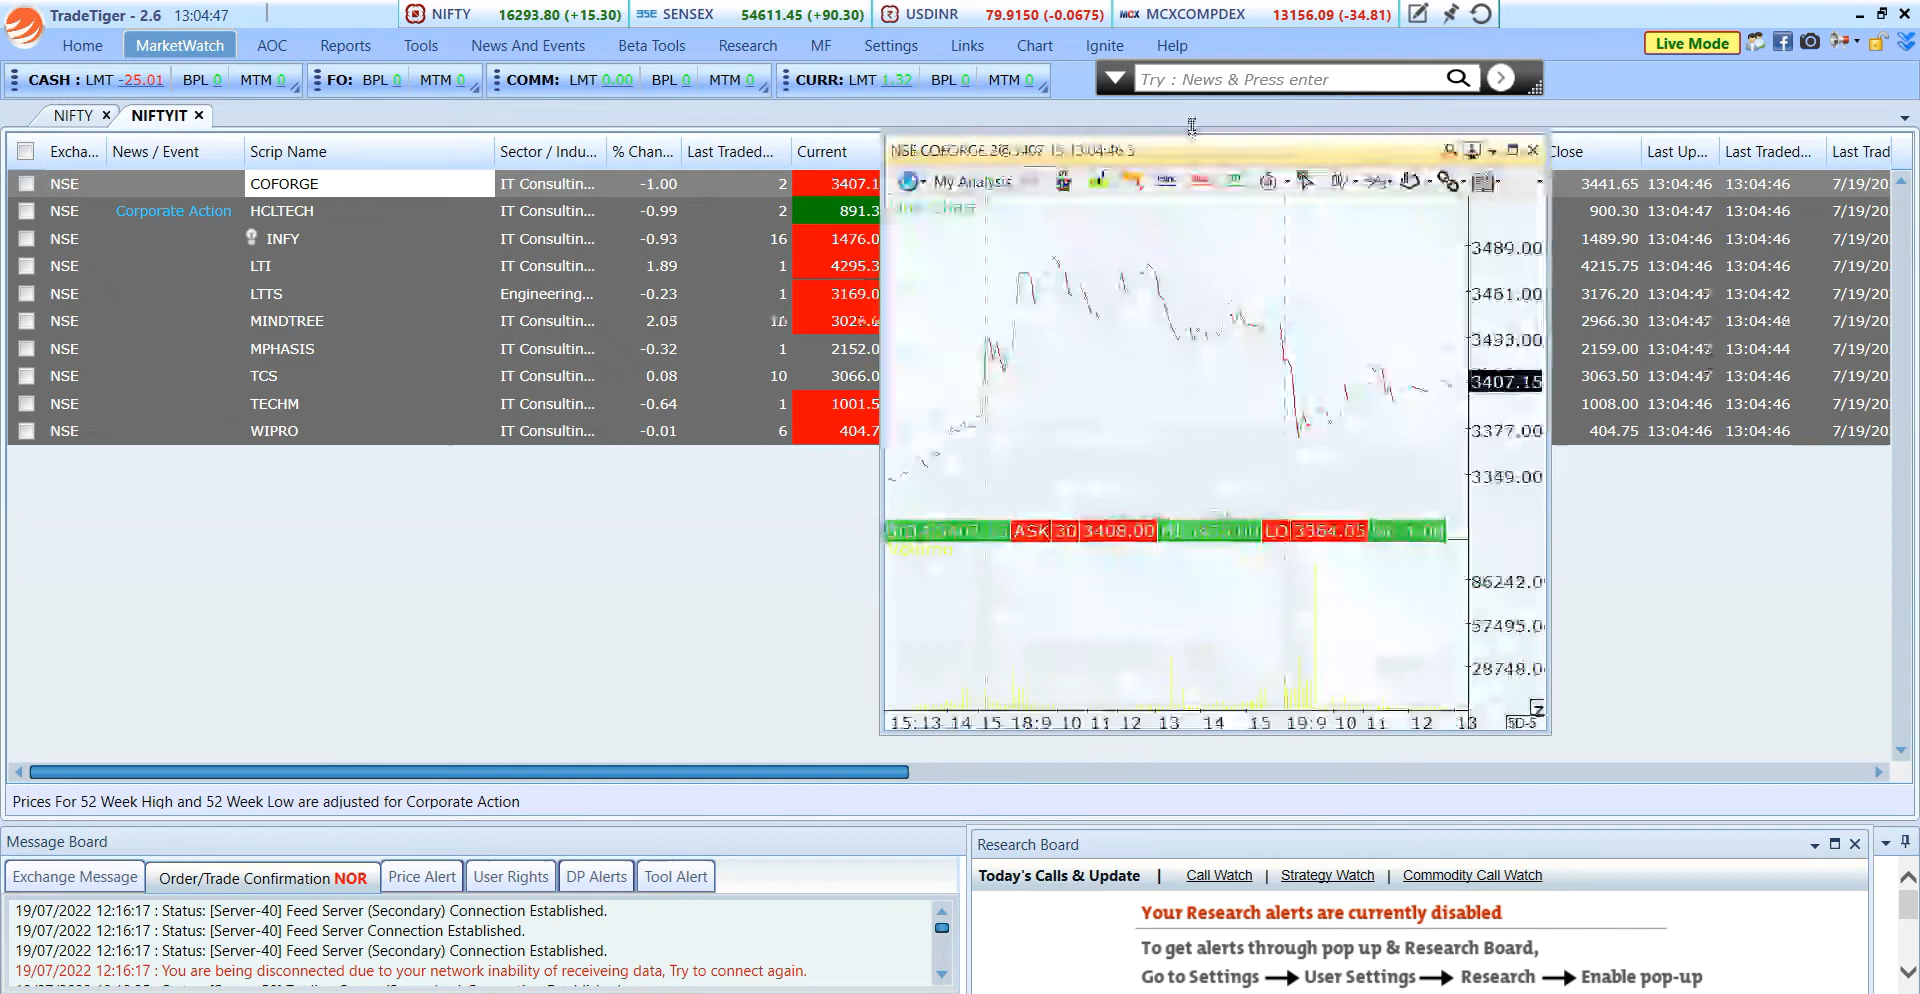 TradeTiger - 2.6 13:04:47 NIFTY 16293.80 (+15.30) BSE SENSEX 54611.45 (+90.30) USDINR 79.9150 (-0.0675) MCX MCXCOMPDEX 13156.09 (-34.81)
Home MarketWatch AOC Reports Tools News And Events Beta Tools Research MF Settings Links Chart Ignite Help Live Mode
CASH : LMT -25.01 BPL 0 MTM 0 FO: BPL 0 MTM 0 COMM: LMT 0.00 BPL 0 MTM 0 CURR: LMT 1.32 BPL 0 MTM 0 Try : News & Press enter
NIFTY NIFTYIT
Excha... News / Event Scrip Name Sector / Indu... % Chan... Last Traded... Current Close Last Up... Last Traded... Last Trad
NSE COFORGE IT Consultin... -1.00 2 3407.1 3441.65 13:04:46 13:04:46 7/19/20
NSE Corporate Action HCLTECH IT Consultin... -0.99 2 891.3 900.30 13:04:47 13:04:46 7/19/20
NSE INFY IT Consultin... -0.93 16 1476.0 1489.90 13:04:46 13:04:46 7/19/20
NSE LTI IT Consultin... 1.89 1 4295.3 4215.75 13:04:46 13:04:46 7/19/20
NSE LTTS Engineering... -0.23 1 3169.0 3176.20 13:04:42 7/19/20
NSE MINDTREE IT Consultin... 2.05 2966.30 7/19/20
NSE MPHASIS IT Consultin... -0.32 1 2152.0 2159.00 13:04:44 7/19/20
NSE TCS IT Consultin... 0.08 10 3066.0 3063.50 13:04:46 7/19/20
NSE TECHM IT Consultin... -0.64 1 1001.5 1008.00 13:04:46 13:04:46 7/19/20
NSE WIPRO IT Consultin... -0.01 6 404.7 404.75 13:04:46 13:04:46 7/19/20
NSE COFORGE
My Analysis
3489.00
3407.15
3377.00
3349.00
ASK 30 3408.00 LO 3364.05
86242.0
57495.0
28748.0
15:13 14 15 18:9 10 11 12 13 14 15 19:9 10 11 12 13 5D-5
Z
Prices For 52 Week High and 52 Week Low are adjusted for Corporate Action
Message Board
Exchange Message Order/Trade Confirmation NOR Price Alert User Rights DP Alerts Tool Alert
19/07/2022 12:16:17 : Status: [Server-40] Feed Server (Secondary) Connection Established.
19/07/2022 12:16:17 : Status: [Server-40] Feed Server Connection Established.
19/07/2022 12:16:17 : Status: [Server-40] Feed Server (Secondary) Connection Established.
19/07/2022 12:16:17 : You are being disconnected due to your network inability of receiveing data, Try to connect again.
Research Board
Today's Calls & Update | Call Watch | Strategy Watch | Commodity Call Watch
Your Research alerts are currently disabled
To get alerts through pop up & Research Board,
Go to Settings → User Settings → Research → Enable pop-up